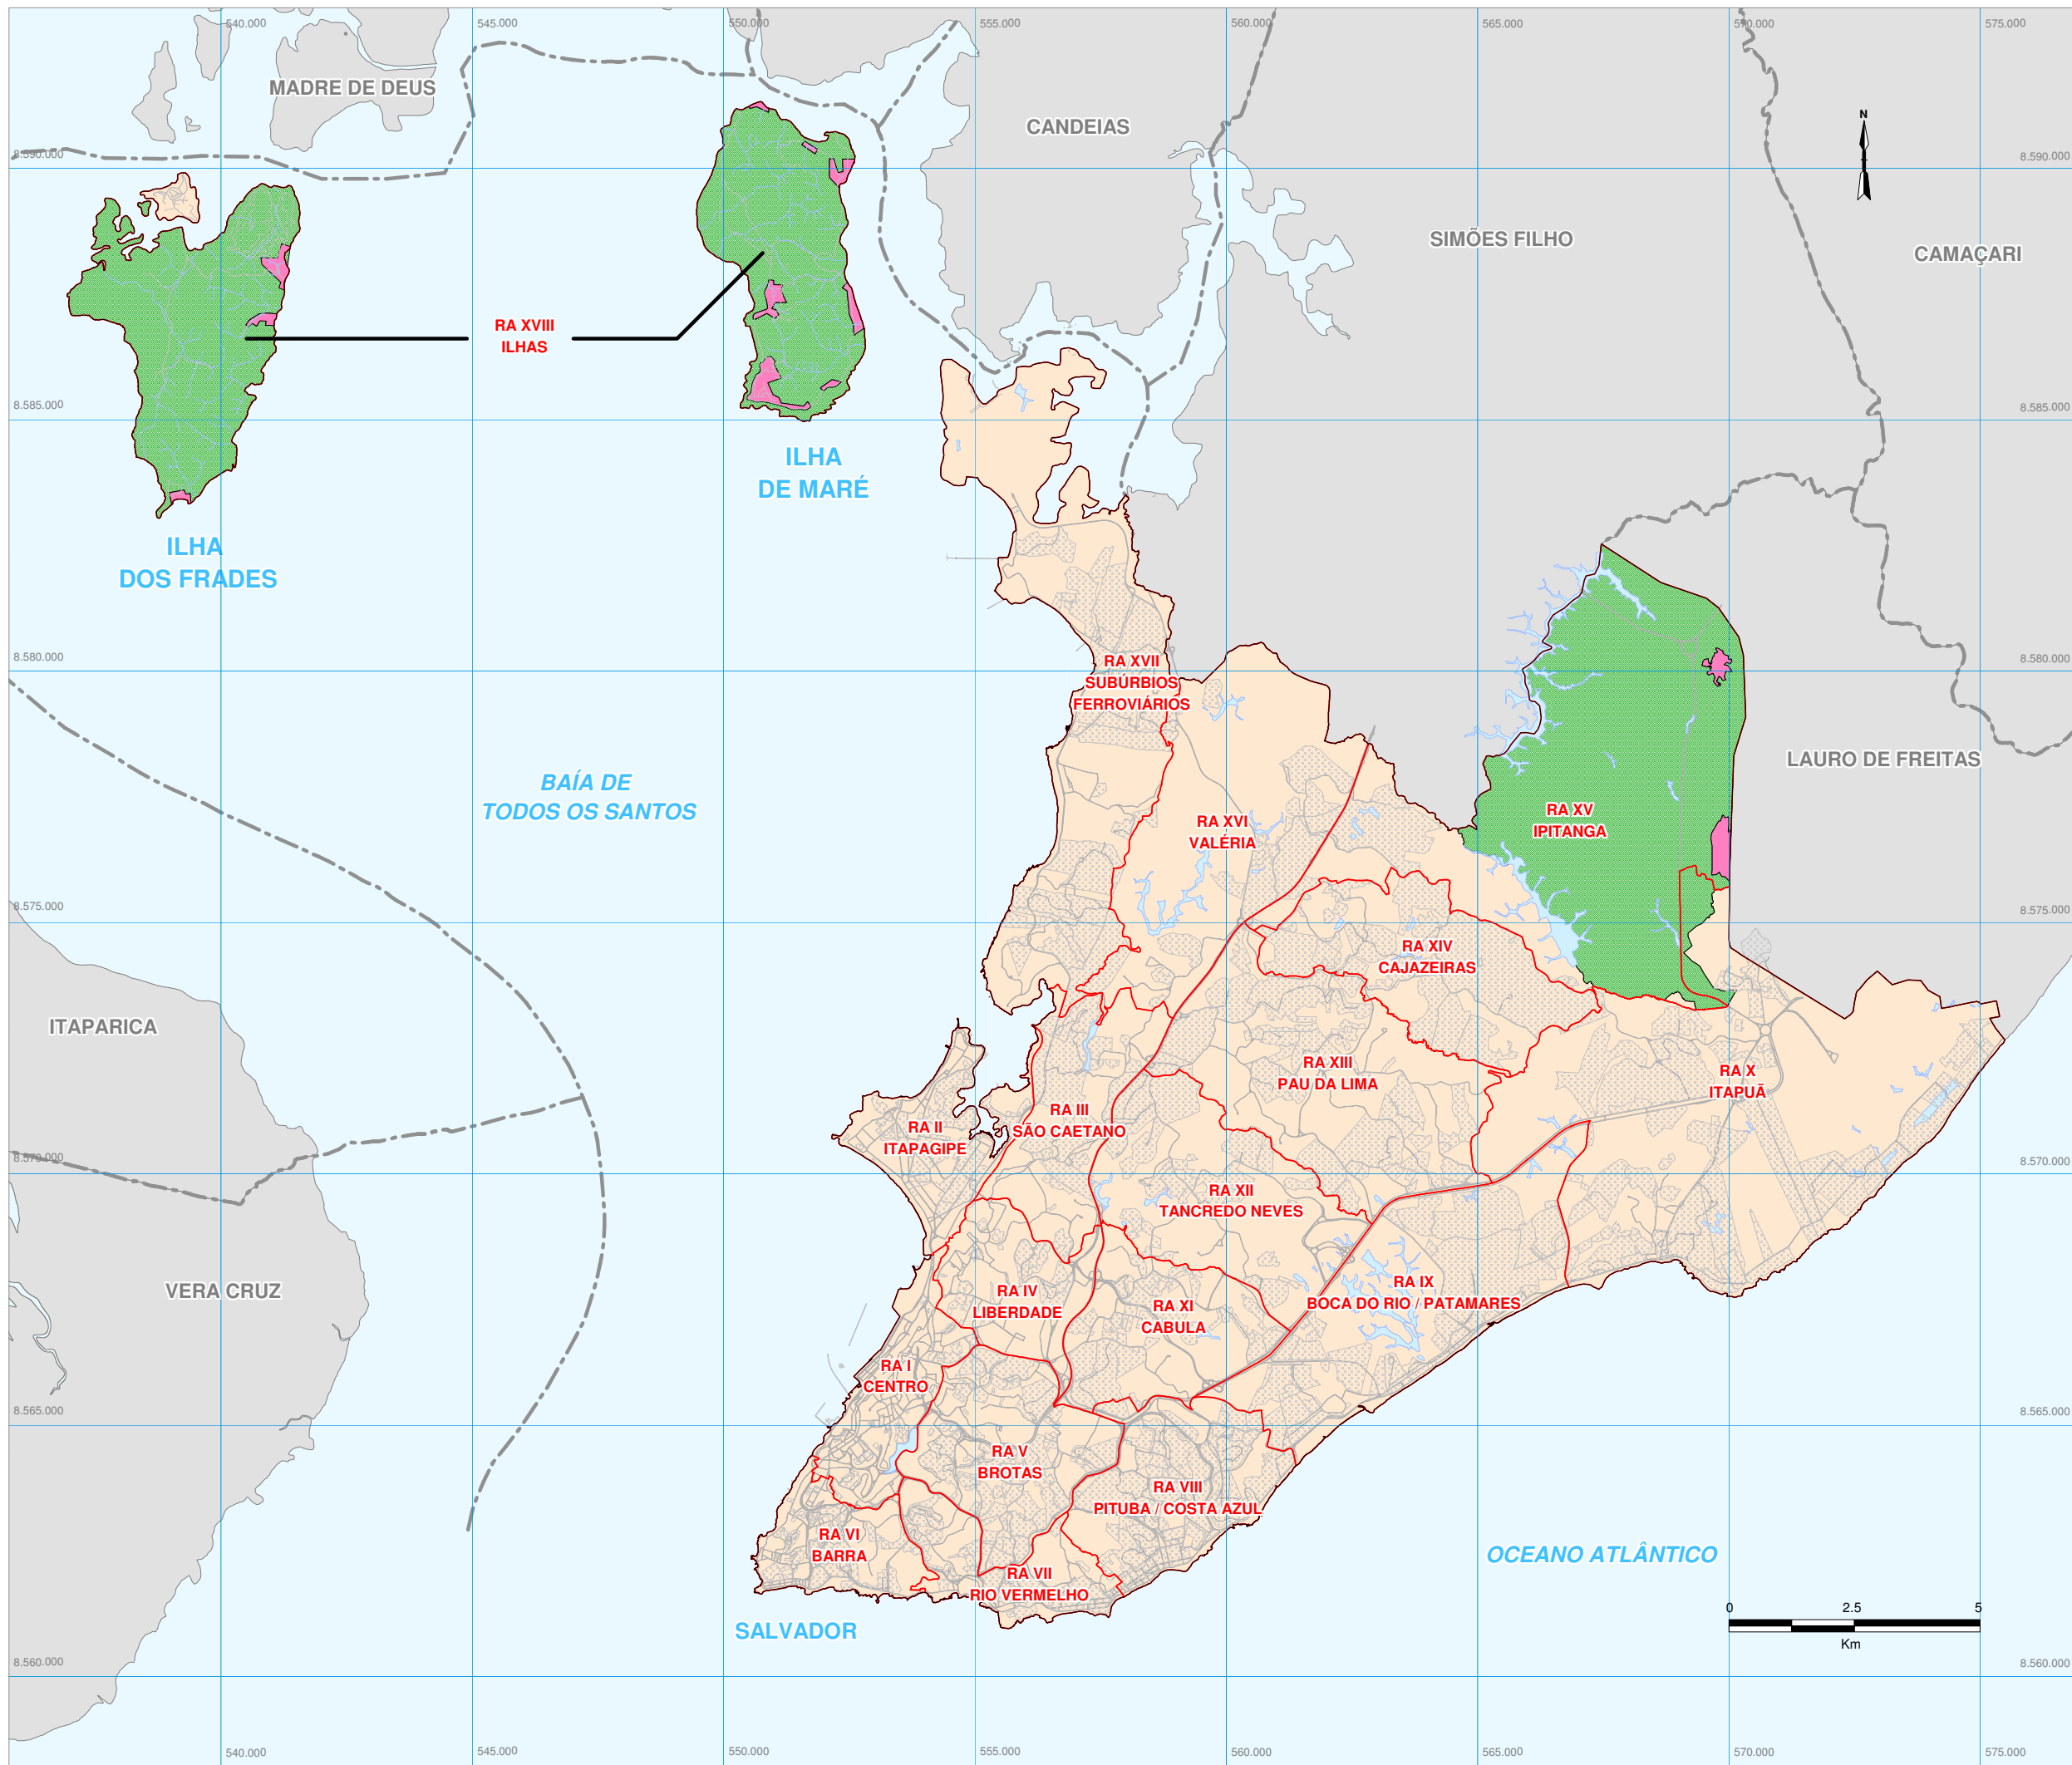 540.000
545.000
550.000
555.000
560.000
565.000
570.000
575.000
MADRE DE DEUS
CANDEIAS
N
8.590.000
8.590.000
SIMÕES FILHO
CAMAÇARI
RA XVIII
ILHAS
8.585.000
8.585.000
ILHA
DE MARÉ
ILHA
DOS FRADES
8.580.000
8.580.000
RA XVII
SUBÚRBIOS
FERROVIÁRIOS
LAURO DE FREITAS
BAÍA DE
TODOS OS SANTOS
RA XVI
VALÉRIA
RA XV
IPITANGA
8.575.000
8.575.000
RA XIV
CAJAZEIRAS
ITAPARICA
RA XIII
PAU DA LIMA
RA X
ITAPUÃ
RA III
SÃO CAETANO
RA II
ITAPAGIPE
8.570.000
8.570.000
RA XII
TANCREDO NEVES
VERA CRUZ
RA IV
LIBERDADE
RA IX
BOCA DO RIO / PATAMARES
RA XI
CABULA
RA I
CENTRO
8.565.000
8.565.000
RA V
BROTAS
RA VIII
PITUBA / COSTA AZUL
RA VI
BARRA
RA VII
RIO VERMELHO
OCEANO ATLÂNTICO
SALVADOR
0 2.5 5
Km
8.560.000
8.560.000
540.000
545.000
550.000
555.000
560.000
565.000
570.000
575.000